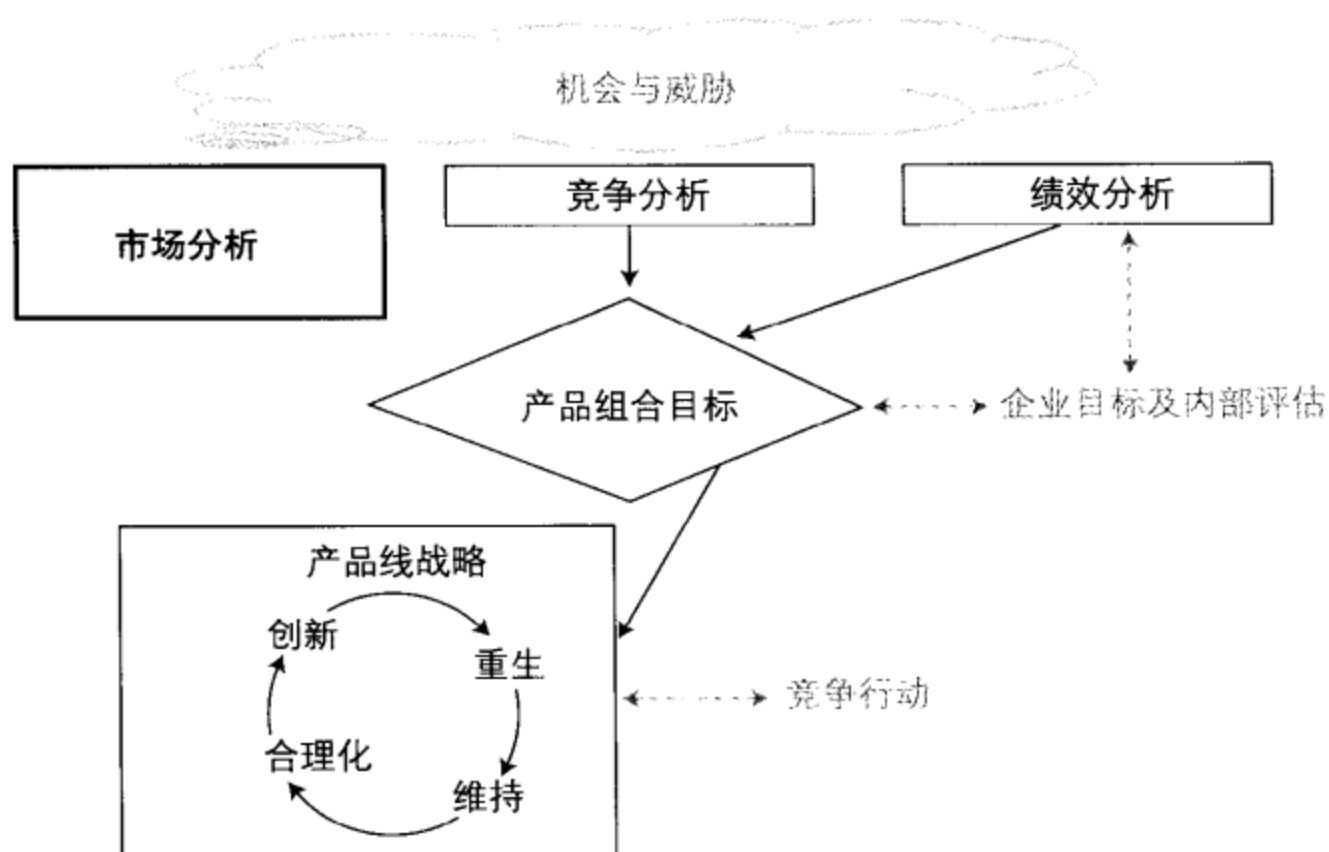 机会与威胁
市场分析
竞争分析
绩效分析
产品组合目标
企业目标及内部评估
产品线战略
创新
重生
合理化
维持
竞争行动